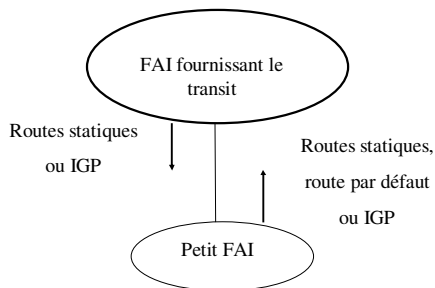 FAI fournissant le
transit
Routes statiques
ou IGP
Routes statiques,
route par défaut
ou IGP
Petit FAI